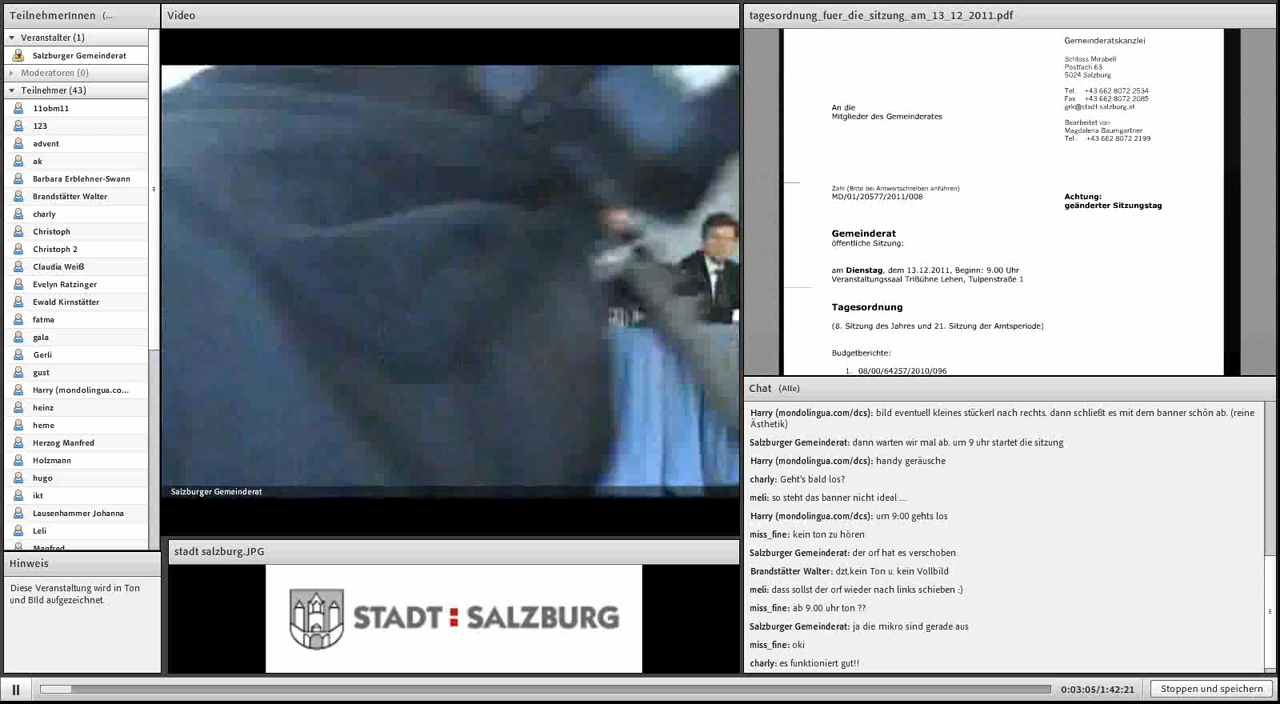 TeilnehmerInnen (...
Veranstalter (1)
Salzburger Gemeinderat
Moderatoren (0)
Teilnehmer (43)
11obm11
123
advent
ak
Barbara Erblehner-Swann
Brandstätter Walter
charly
Christoph
Christoph 2
Claudia Weiß
Evelyn Ratzinger
Ewald Kirnstätter
fatma
gala
Gerli
gust
Harry (mondolingua.co...
heinz
heme
Herzog Manfred
Holzmann
hugo
ikt
Lausenhammer Johanna
Leli
Manfred
Hinweis
Diese Veranstaltung wird in Ton
und BIld aufgezeichnet.
Video
Salzburger Gemeinderat
stadt salzburg.JPG
STADT : SALZBURG
tagesordnung_fuer_die_sitzung_am_13_12_2011.pdf
Gemeinderatskanzlei
Schloss Mirabell
Postfach 63
5024 Salzburg
Tel. +43 662 8072 2534
Fax +43 662 8072 2085
grk@stadt-salzburg.at
Bearbeitet von
Magdalena Baumgartner
Tel. +43 662 8072 2199
An die
Mitglieder des Gemeinderates
Zahl (Bitte bei Antwortschreiben anführen)
MD/01/20577/2011/008
Achtung:
geänderter Sitzungstag
Gemeinderat
öffentliche Sitzung:
am Dienstag, dem 13.12.2011, Beginn: 9.00 Uhr
Veranstaltungssaal TriBühne Lehen, Tulpenstraße 1
Tagesordnung
(8. Sitzung des Jahres und 21. Sitzung der Amtsperiode)
Budgetberichte:
1. 08/00/64257/2010/096
Chat (Alle)
Harry (mondolingua.com/dcs): bild eventuell kleines stückerl nach rechts. dann schließt es mit dem banner schön ab. (reine
Ästhetik)
Salzburger Gemeinderat: dann warten wir mal ab. um 9 uhr startet die sitzung
Harry (mondolingua.com/dcs): handy geräusche
charly: Geht's bald los?
meli: so steht das banner nicht ideal ...
Harry (mondolingua.com/dcs): um 9:00 gehts los
miss_fine: kein ton zu hören
Salzburger Gemeinderat: der orf hat es verschoben
Brandstätter Walter: dzt.kein Ton u. kein Vollbild
meli: dass sollst der orf wieder nach links schieben :)
miss_fine: ab 9.00 uhr ton ??
Salzburger Gemeinderat: ja die mikro sind gerade aus
miss_fine: oki
charly: es funktioniert gut!!
0:03:05/1:42:21
Stoppen und speichern